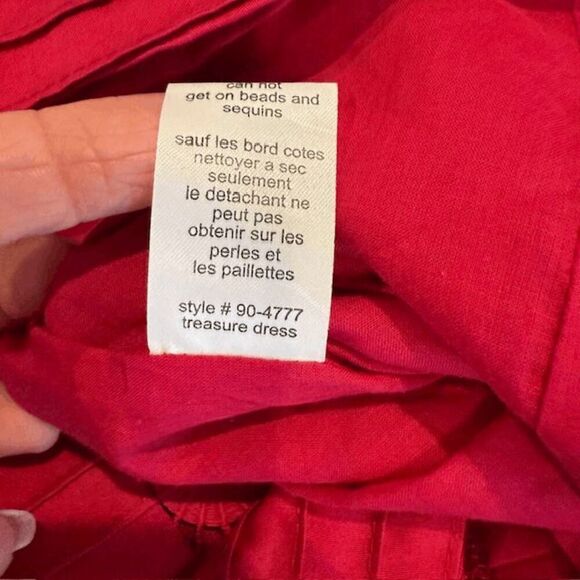 can not
get on beads and
sequins
sauf les bord cotes
nettoyer a sec
seulement
le detachant ne
peut pas
obtenir sur les
perles et
les paillettes
style # 90-4777
treasure dress